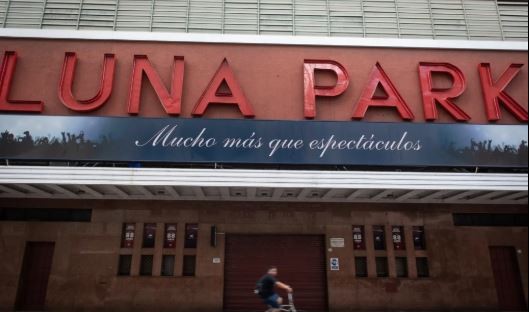 LUNA PARK
Mucho más que espectáculos